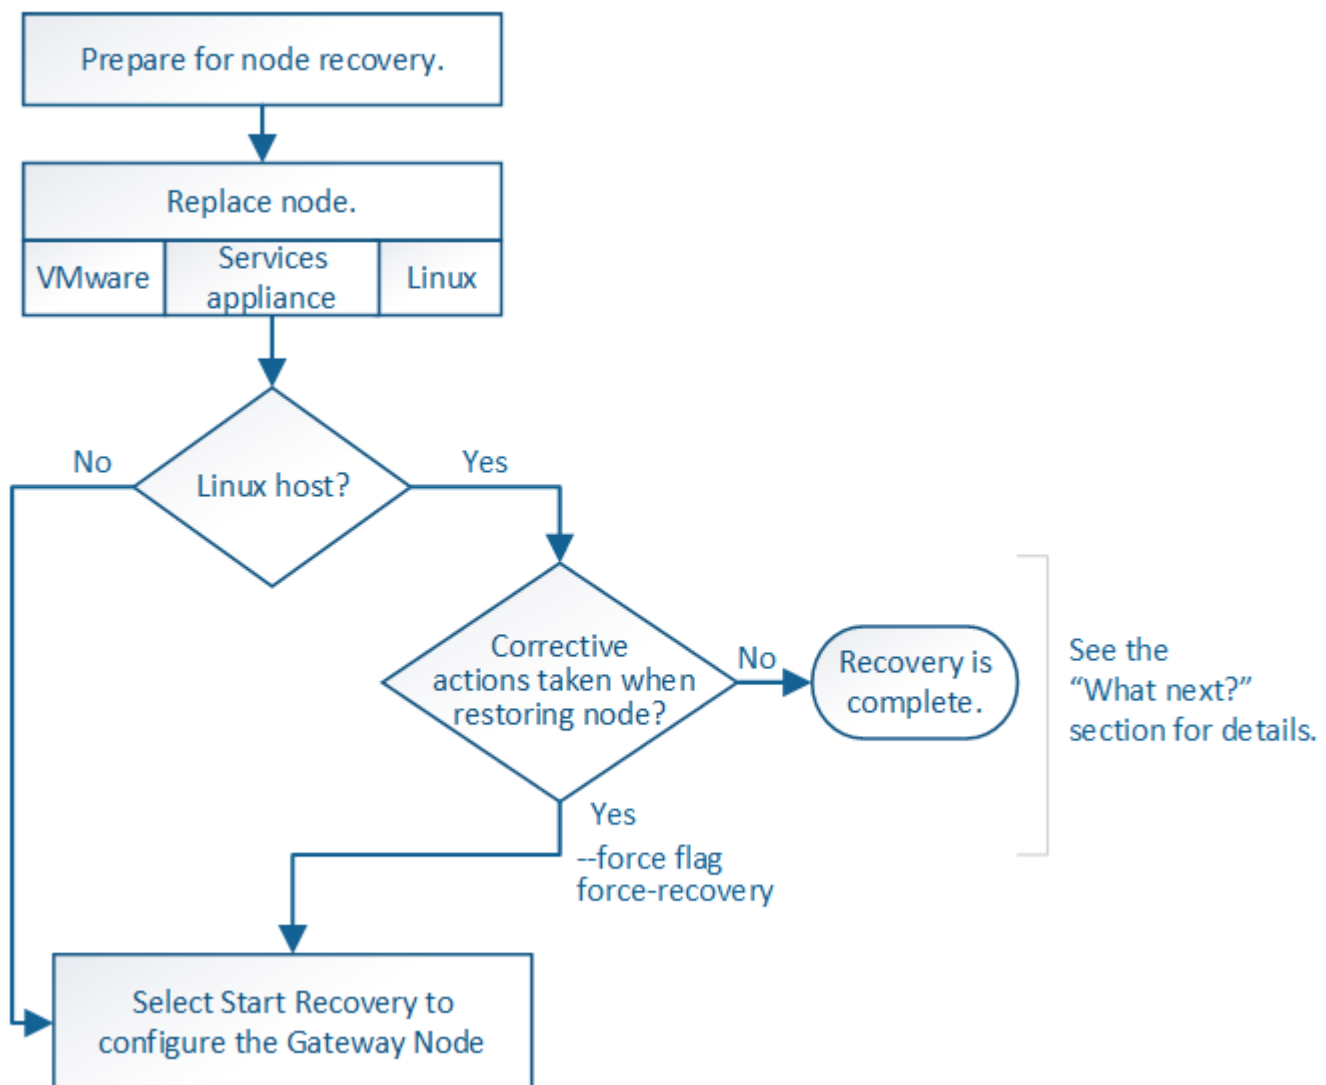 Prepare for node recovery.
Replace node.
VMware
Services
appliance
Linux
Linux host?
No
Yes
Corrective
actions taken when
restoring node?
No
Recovery is
complete.
See the
“What next?”
section for details.
Yes
--force flag
force-recovery
Select Start Recovery to
configure the Gateway Node